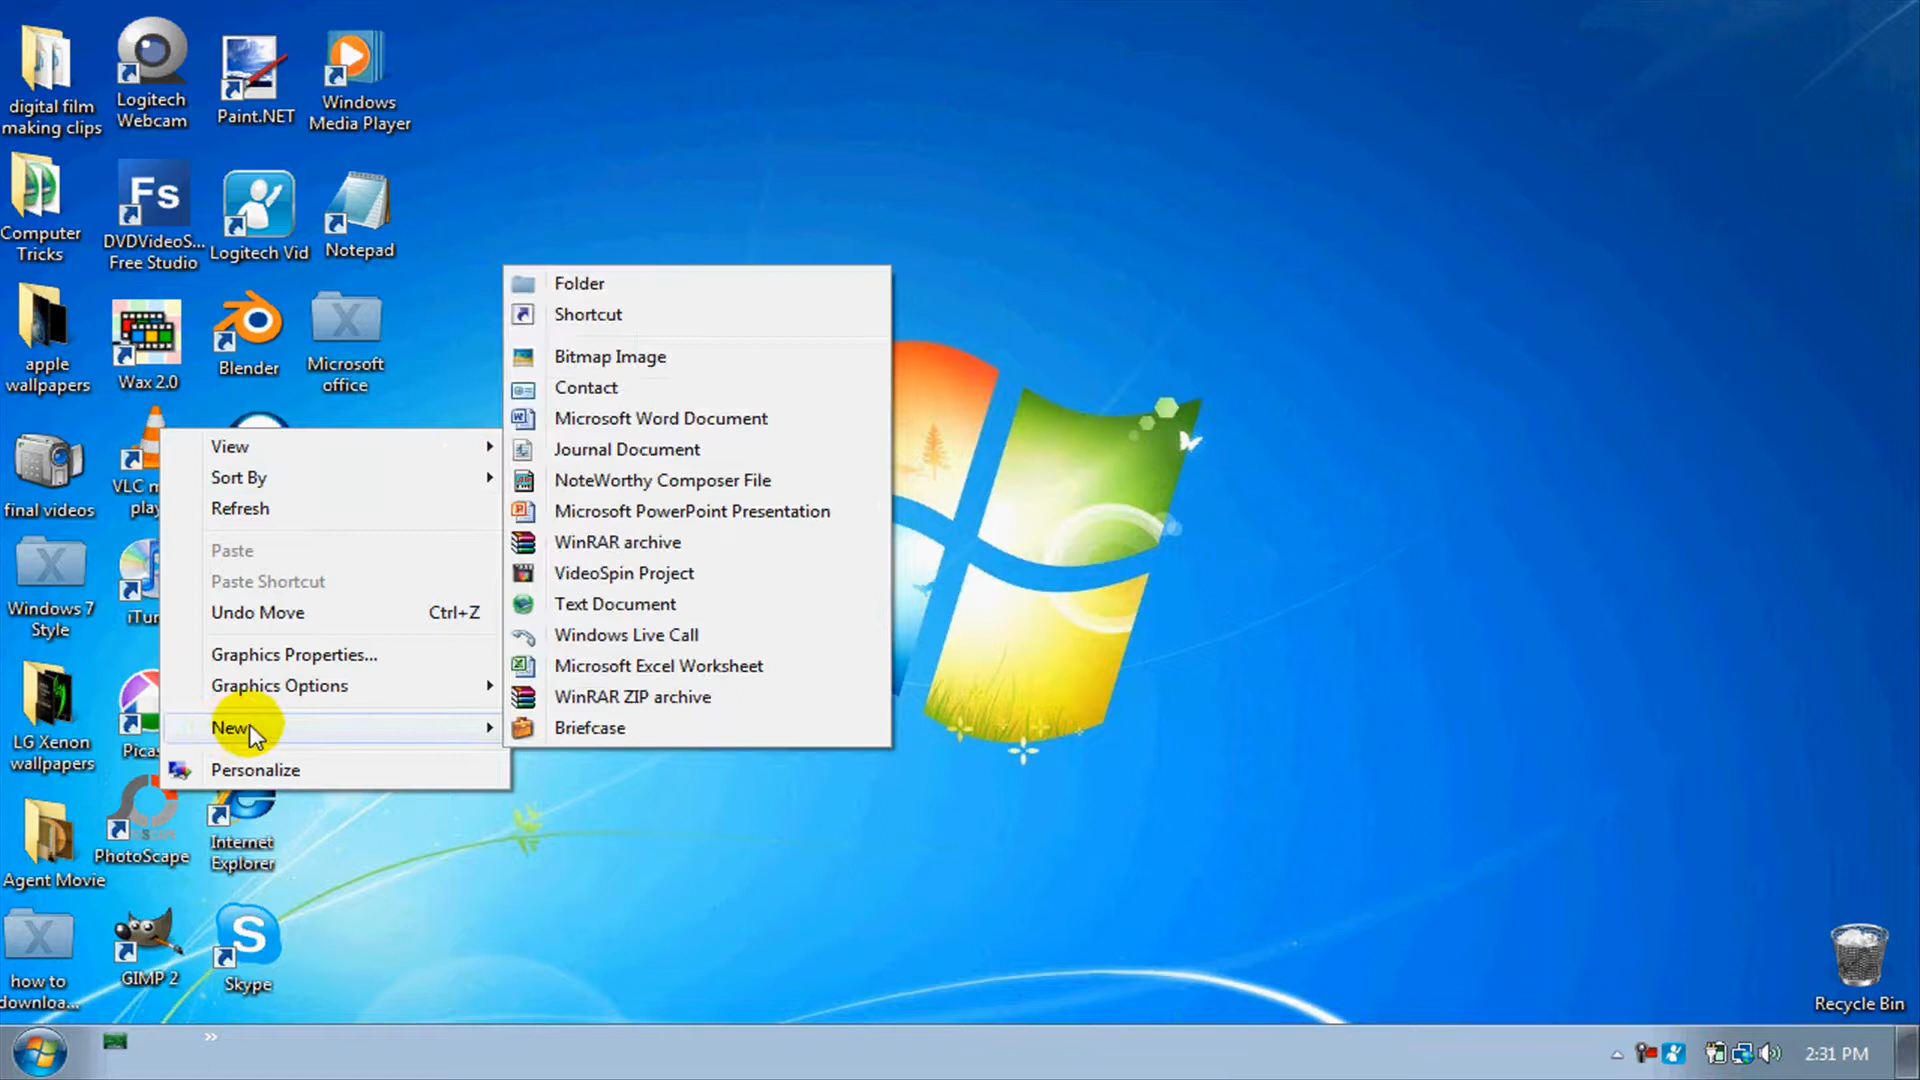 digital film
making clips
Logitech
Webcam
Paint.NET
Windows
Media Player
Computer
Tricks
Fs
DVDVideoS...
Free Studio
Logitech Vid
Notepad
apple
wallpapers
Wax 2.0
Blender
X
Microsoft
office
final videos
VLC m
play
X
Windows 7
Style
iTun
LG Xenon
wallpapers
Picas
Agent Movie
PhotoScape
Internet
Explorer
X
how to
downloa...
GIMP 2
S
Skype
View
Sort By
Refresh
Paste
Paste Shortcut
Undo Move Ctrl+Z
Graphics Properties...
Graphics Options
New
Personalize
Folder
Shortcut
Bitmap Image
Contact
Microsoft Word Document
Journal Document
NoteWorthy Composer File
Microsoft PowerPoint Presentation
WinRAR archive
VideoSpin Project
Text Document
Windows Live Call
Microsoft Excel Worksheet
WinRAR ZIP archive
Briefcase
Recycle Bin
2:31 PM